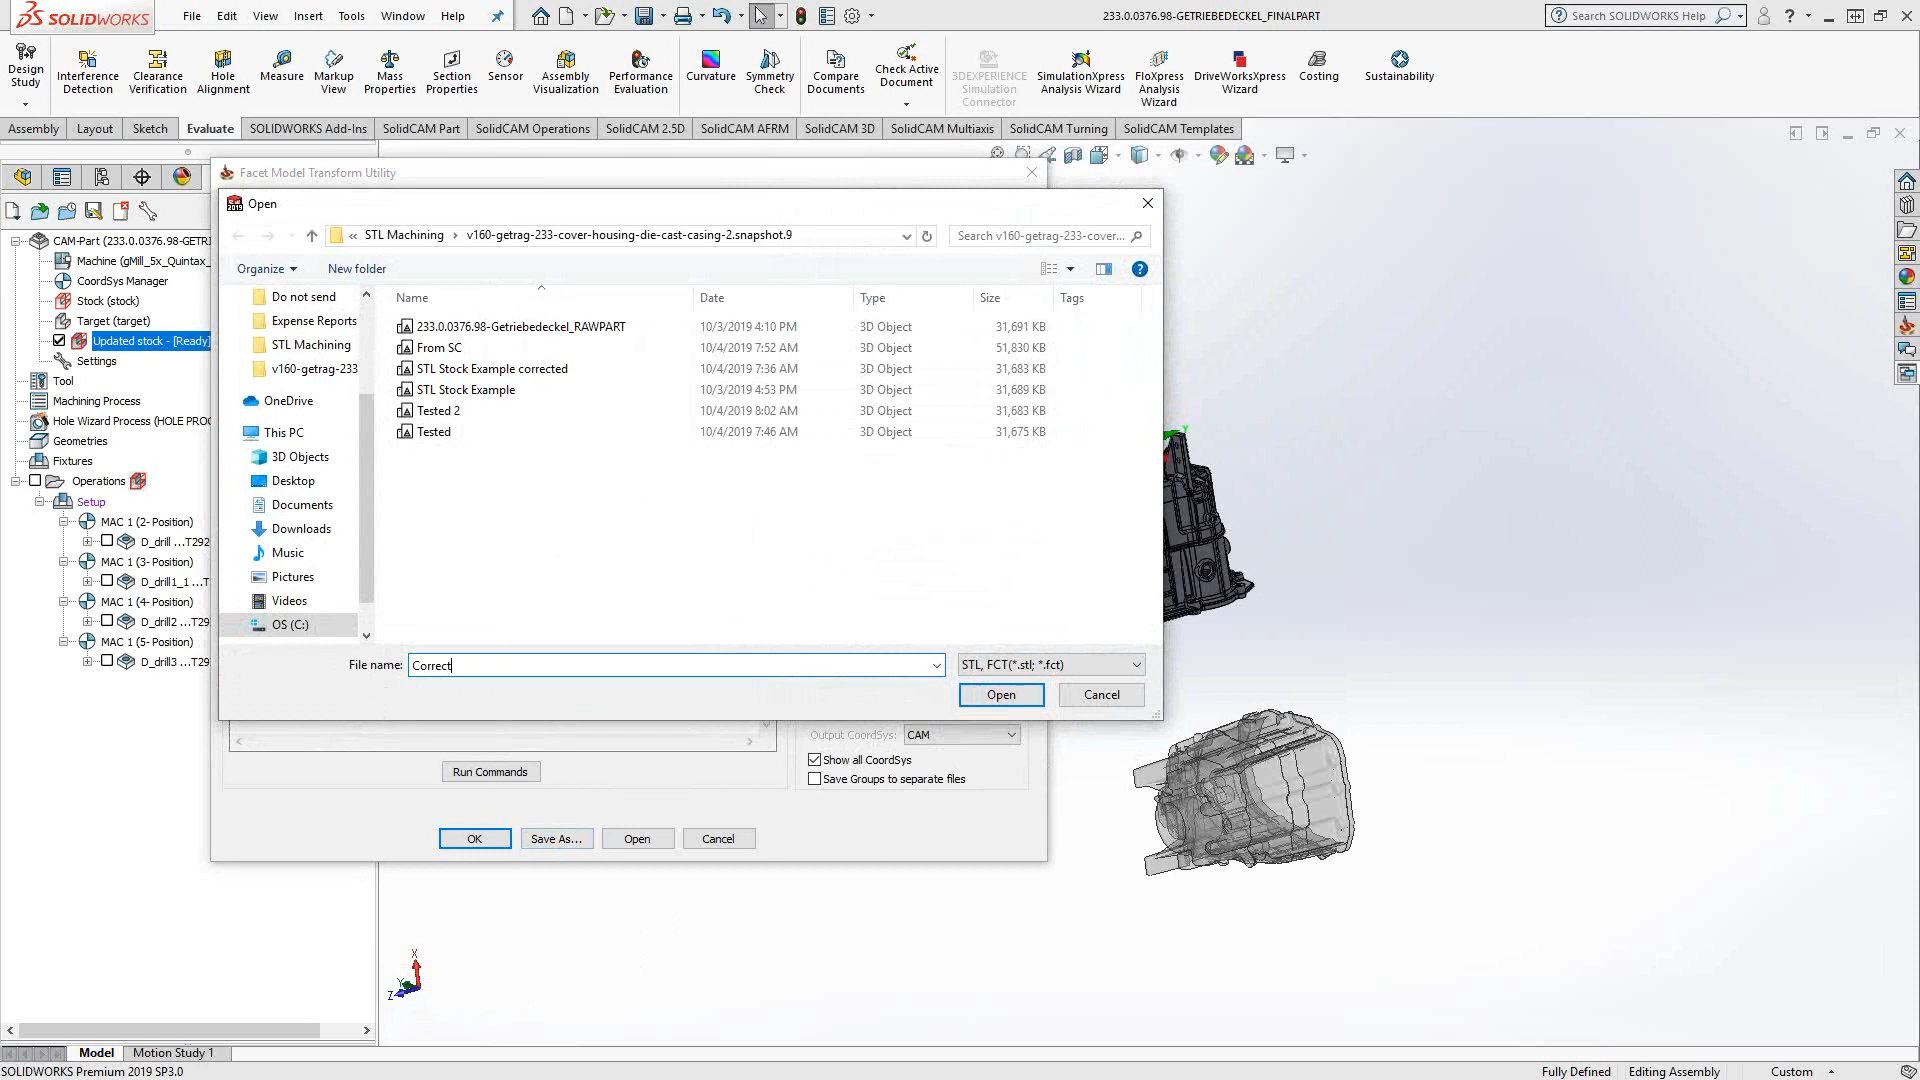 SOLIDWORKS
File Edit View Insert Tools Window Help
233.0.0376.98-GETRIEBEDECKEL_FINALPART
Search SOLIDWORKS Help
Design Study
Interference Detection
Clearance Verification
Hole Alignment
Measure
Markup View
Mass Properties
Section Properties
Sensor
Assembly Visualization
Performance Evaluation
Curvature
Symmetry Check
Compare Documents
Check Active Document
3DEXPERIENCE Simulation Connector
SimulationXpress Analysis Wizard
FloXpress Analysis Wizard
DriveWorksXpress Wizard
Costing
Sustainability
Assembly Layout Sketch Evaluate SOLIDWORKS Add-Ins SolidCAM Part SolidCAM Operations SolidCAM 2.5D SolidCAM AFRM SolidCAM 3D SolidCAM Multiaxis SolidCAM Turning SolidCAM Templates
CAM-Part (233.0.0376.98-GETRI
Machine (gMill_5x_Quintax_
CoordSys Manager
Stock (stock)
Target (target)
Updated stock - [Ready]
Settings
Tool
Machining Process
Hole Wizard Process (HOLE PROC
Geometries
Fixtures
Operations
Setup
MAC 1 (2- Position)
D_drill ...T292
MAC 1 (3- Position)
D_drill1_1 ...T
MAC 1 (4- Position)
D_drill2 ...T29
MAC 1 (5- Position)
D_drill3 ...T29
Facet Model Transform Utility
Open
« STL Machining › v160-getrag-233-cover-housing-die-cast-casing-2.snapshot.9
Search v160-getrag-233-cover...
Organize New folder
Do not send
Expense Reports
STL Machining
v160-getrag-233
OneDrive
This PC
3D Objects
Desktop
Documents
Downloads
Music
Pictures
Videos
OS (C:)
Name Date Type Size Tags
233.0.0376.98-Getriebedeckel_RAWPART 10/3/2019 4:10 PM 3D Object 31,691 KB
From SC 10/4/2019 7:52 AM 3D Object 51,830 KB
STL Stock Example corrected 10/4/2019 7:36 AM 3D Object 31,683 KB
STL Stock Example 10/3/2019 4:53 PM 3D Object 31,689 KB
Tested 2 10/4/2019 8:02 AM 3D Object 31,683 KB
Tested 10/4/2019 7:46 AM 3D Object 31,675 KB
File name: Correct STL, FCT(*.stl; *.fct)
Open Cancel
Output CoordSys: CAM
Show all CoordSys
Save Groups to separate files
Run Commands
OK Save As... Open Cancel
Y
X
Y
Z
Model Motion Study 1
SOLIDWORKS Premium 2019 SP3.0 Fully Defined Editing Assembly Custom